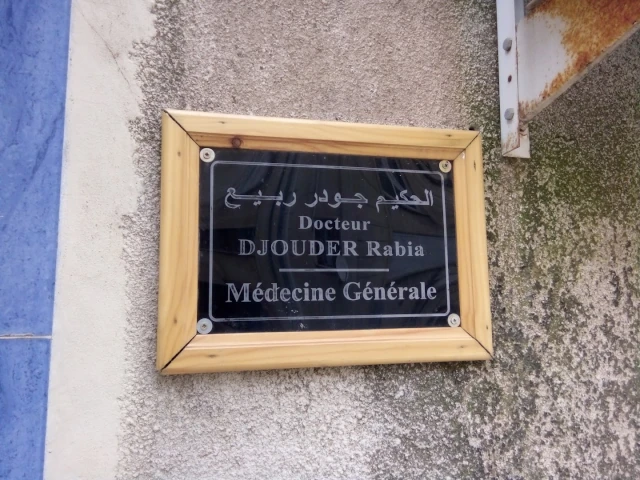 الحكيم جودر ربيع
Docteur
DJOUDER Rabia
Médecine Générale